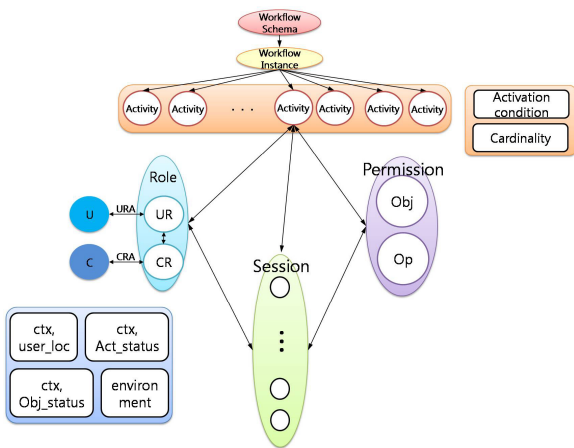 Workflow
Schema
Workflow
Instance
Activity
Activity
. . .
Activity
Activity
Activity
Activity
Activation
condition
Cardinality
Role
Permission
U
URA
UR
Obj
C
CRA
CR
Op
Session
ctx,
user_loc
ctx,
Act_status
ctx,
Obj_status
environ
ment